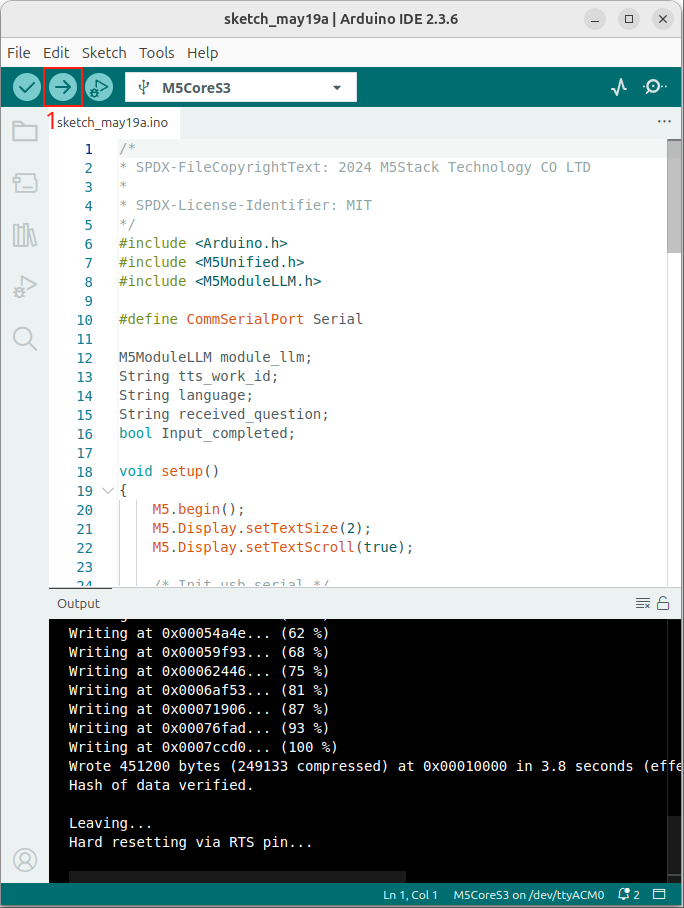 sketch_may19a | Arduino IDE 2.3.6
File Edit Sketch Tools Help
M5CoreS3
1
sketch_may19a.ino
1 /*
2 * SPDX-FileCopyrightText: 2024 M5Stack Technology CO LTD
3 *
4 * SPDX-License-Identifier: MIT
5 */
6 #include <Arduino.h>
7 #include <M5Unified.h>
8 #include <M5ModuleLLM.h>
9
10 #define CommSerialPort Serial
11
12 M5ModuleLLM module_llm;
13 String tts_work_id;
14 String language;
15 String received_question;
16 bool Input_completed;
17
18 void setup()
19 {
20 M5.begin();
21 M5.Display.setTextSize(2);
22 M5.Display.setTextScroll(true);
23
24 /* Init usb serial */
Output
Writing at 0x00054a4e... (62 %)
Writing at 0x00059f93... (68 %)
Writing at 0x00062446... (75 %)
Writing at 0x0006af53... (81 %)
Writing at 0x00071906... (87 %)
Writing at 0x00076fad... (93 %)
Writing at 0x0007ccd0... (100 %)
Wrote 451200 bytes (249133 compressed) at 0x00010000 in 3.8 seconds (effe
Hash of data verified.
Leaving...
Hard resetting via RTS pin...
Ln 1, Col 1 M5CoreS3 on /dev/ttyACM0 2